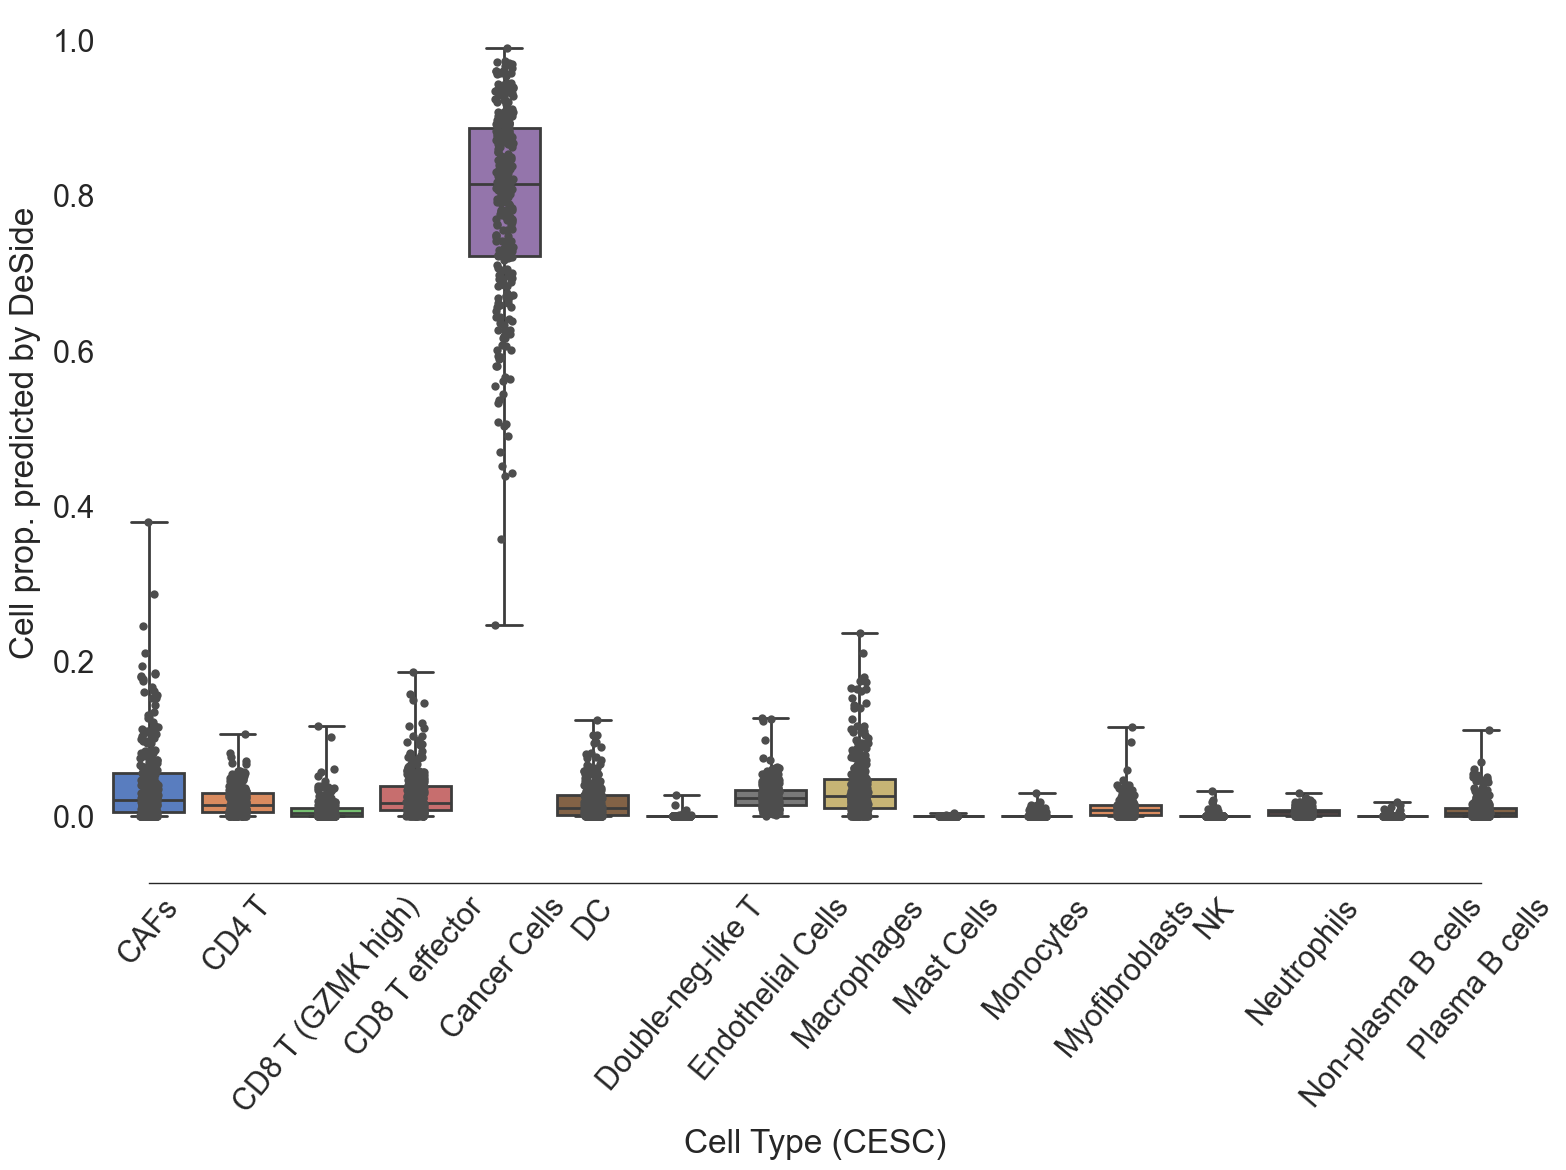 Cell prop. predicted by DeSide
1.0
0.8
0.6
0.4
0.2
0.0
CAFs
CD4 T
CD8 T (GZMK high)
CD8 T effector
Cancer Cells
DC
Double-neg-like T
Endothelial Cells
Macrophages
Mast Cells
Monocytes
Myofibroblasts
NK
Neutrophils
Non-plasma B cells
Plasma B cells
Cell Type (CESC)